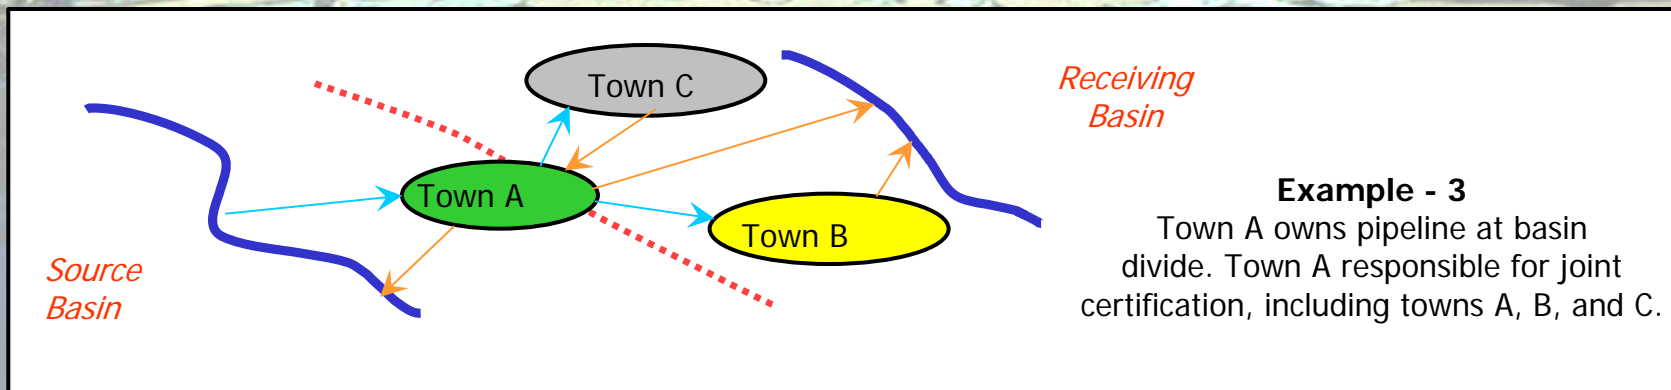 Town C
Receiving
Basin
Town A
Town B
Source
Basin
Example - 3
Town A owns pipeline at basin
divide. Town A responsible for joint
certification, including towns A, B, and C.